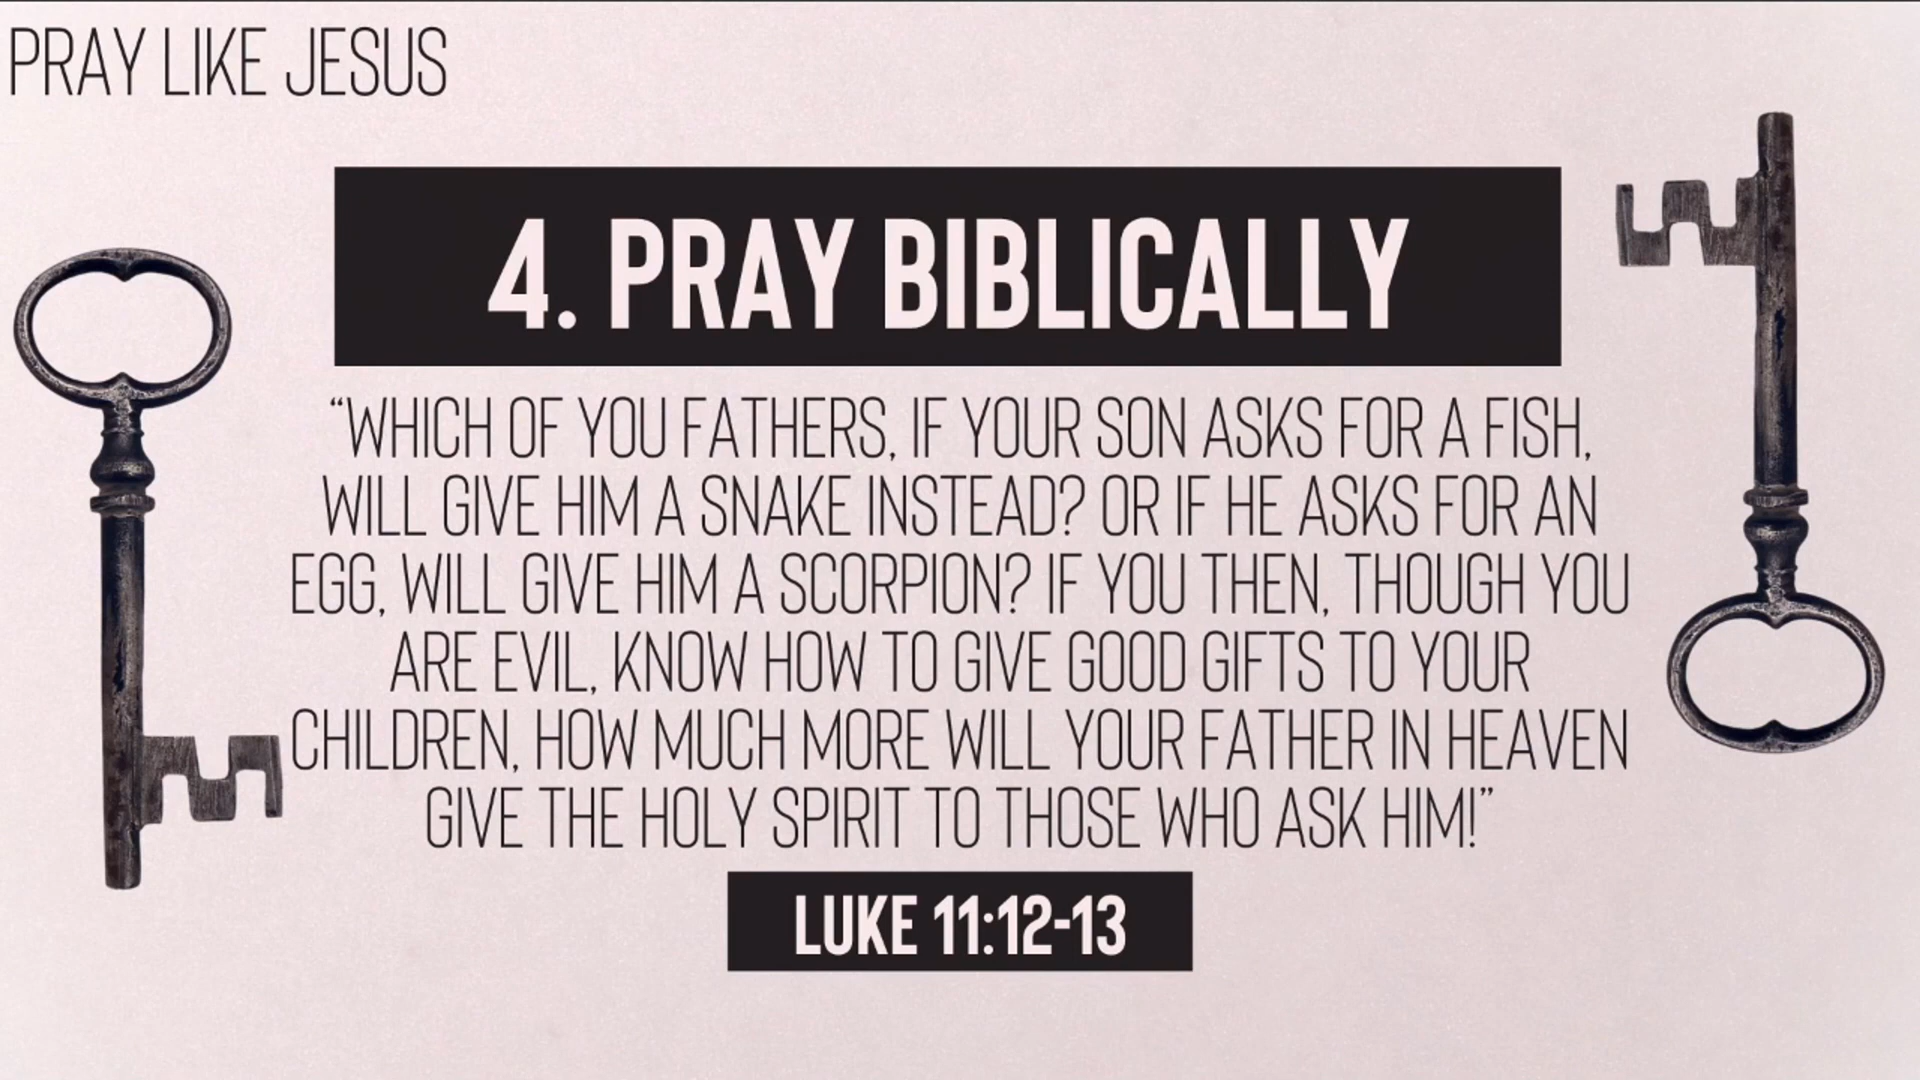 PRAY LIKE JESUS
4. PRAY BIBLICALLY
“WHICH OF YOU FATHERS, IF YOUR SON ASKS FOR A FISH,
WILL GIVE HIM A SNAKE INSTEAD? OR IF HE ASKS FOR AN
EGG, WILL GIVE HIM A SCORPION? IF YOU THEN, THOUGH YOU
ARE EVIL, KNOW HOW TO GIVE GOOD GIFTS TO YOUR
CHILDREN, HOW MUCH MORE WILL YOUR FATHER IN HEAVEN
GIVE THE HOLY SPIRIT TO THOSE WHO ASK HIM!”
LUKE 11:12-13